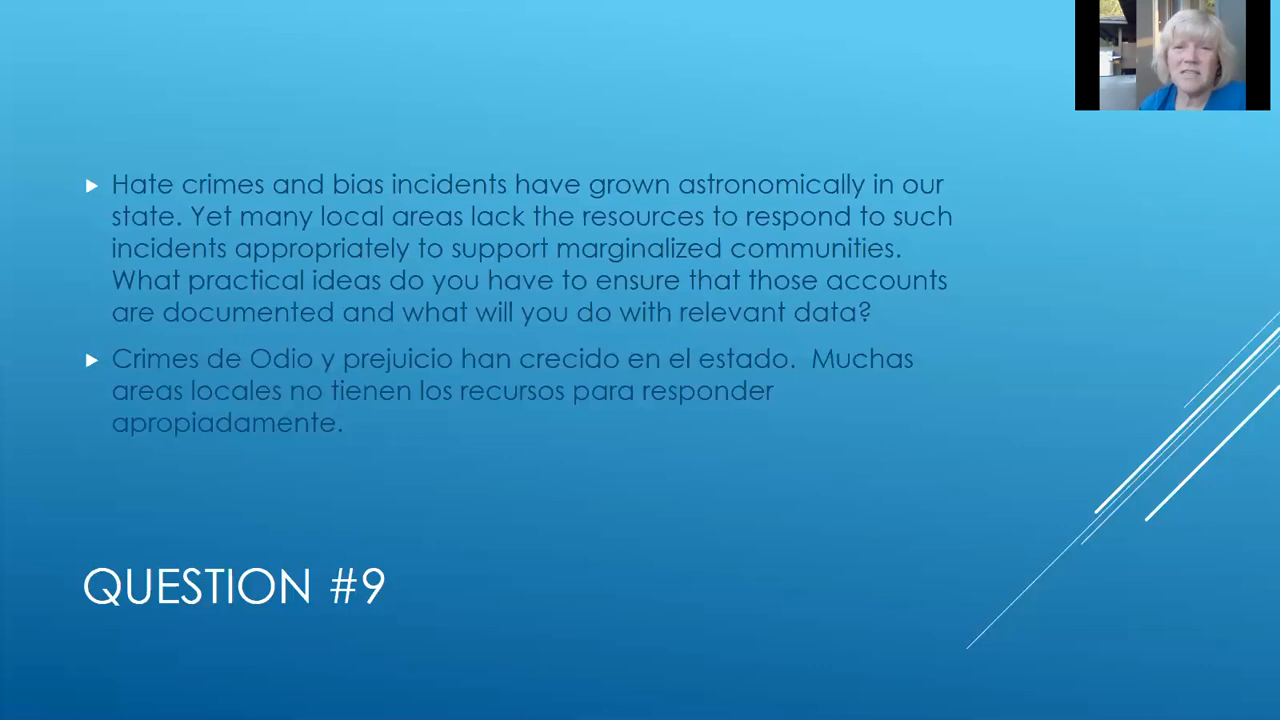 Hate crimes and bias incidents have grown astronomically in our
state. Yet many local areas lack the resources to respond to such
incidents appropriately to support marginalized communities.
What practical ideas do you have to ensure that those accounts
are documented and what will you do with relevant data?
Crimes de Odio y prejuicio han crecido en el estado. Muchas
areas locales no tienen los recursos para responder
apropiadamente.
QUESTION #9